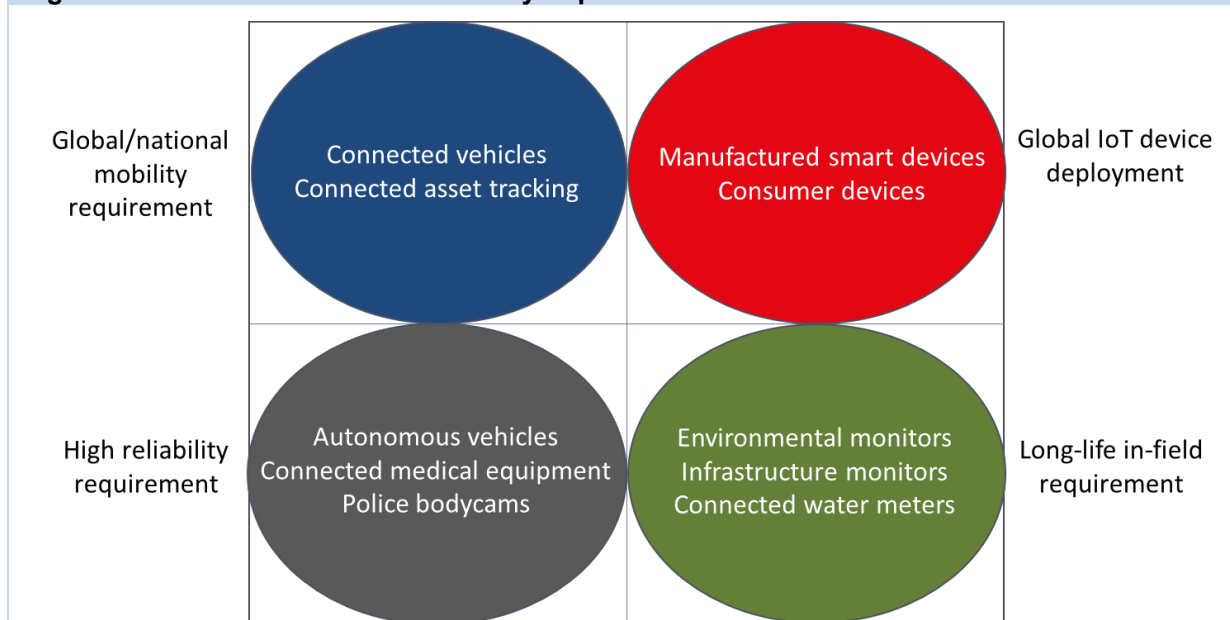 Global/national
mobility
requirement
Connected vehicles
Connected asset tracking
Manufactured smart devices
Consumer devices
Global IoT device
deployment
High reliability
requirement
Autonomous vehicles
Connected medical equipment
Police bodycams
Environmental monitors
Infrastructure monitors
Connected water meters
Long-life in-field
requirement